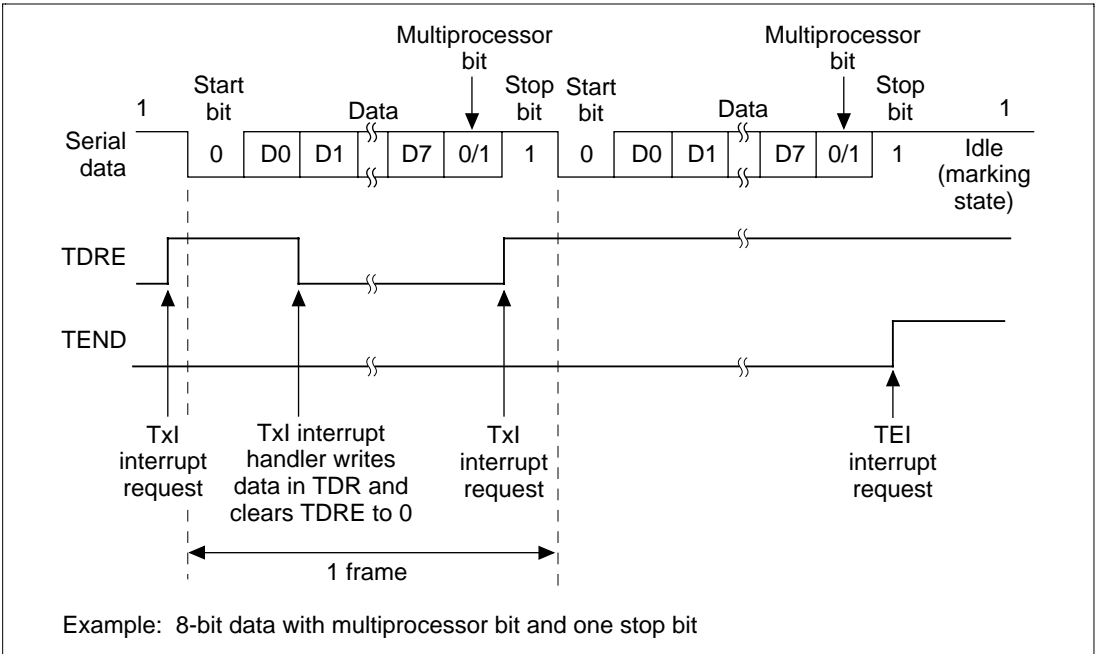 Multiprocessor
bit
Multiprocessor
bit
Start
bit
Stop
bit
Start
bit
Stop
bit
1
Data
Data
1
Serial
data
0 D0 D1 D7 0/1 1 0 D0 D1 D7 0/1 1
Idle
(marking
state)
TDRE
TEND
TxI
interrupt
request
TxI interrupt
handler writes
data in TDR and
clears TDRE to 0
TxI
interrupt
request
TEI
interrupt
request
1 frame
Example: 8-bit data with multiprocessor bit and one stop bit